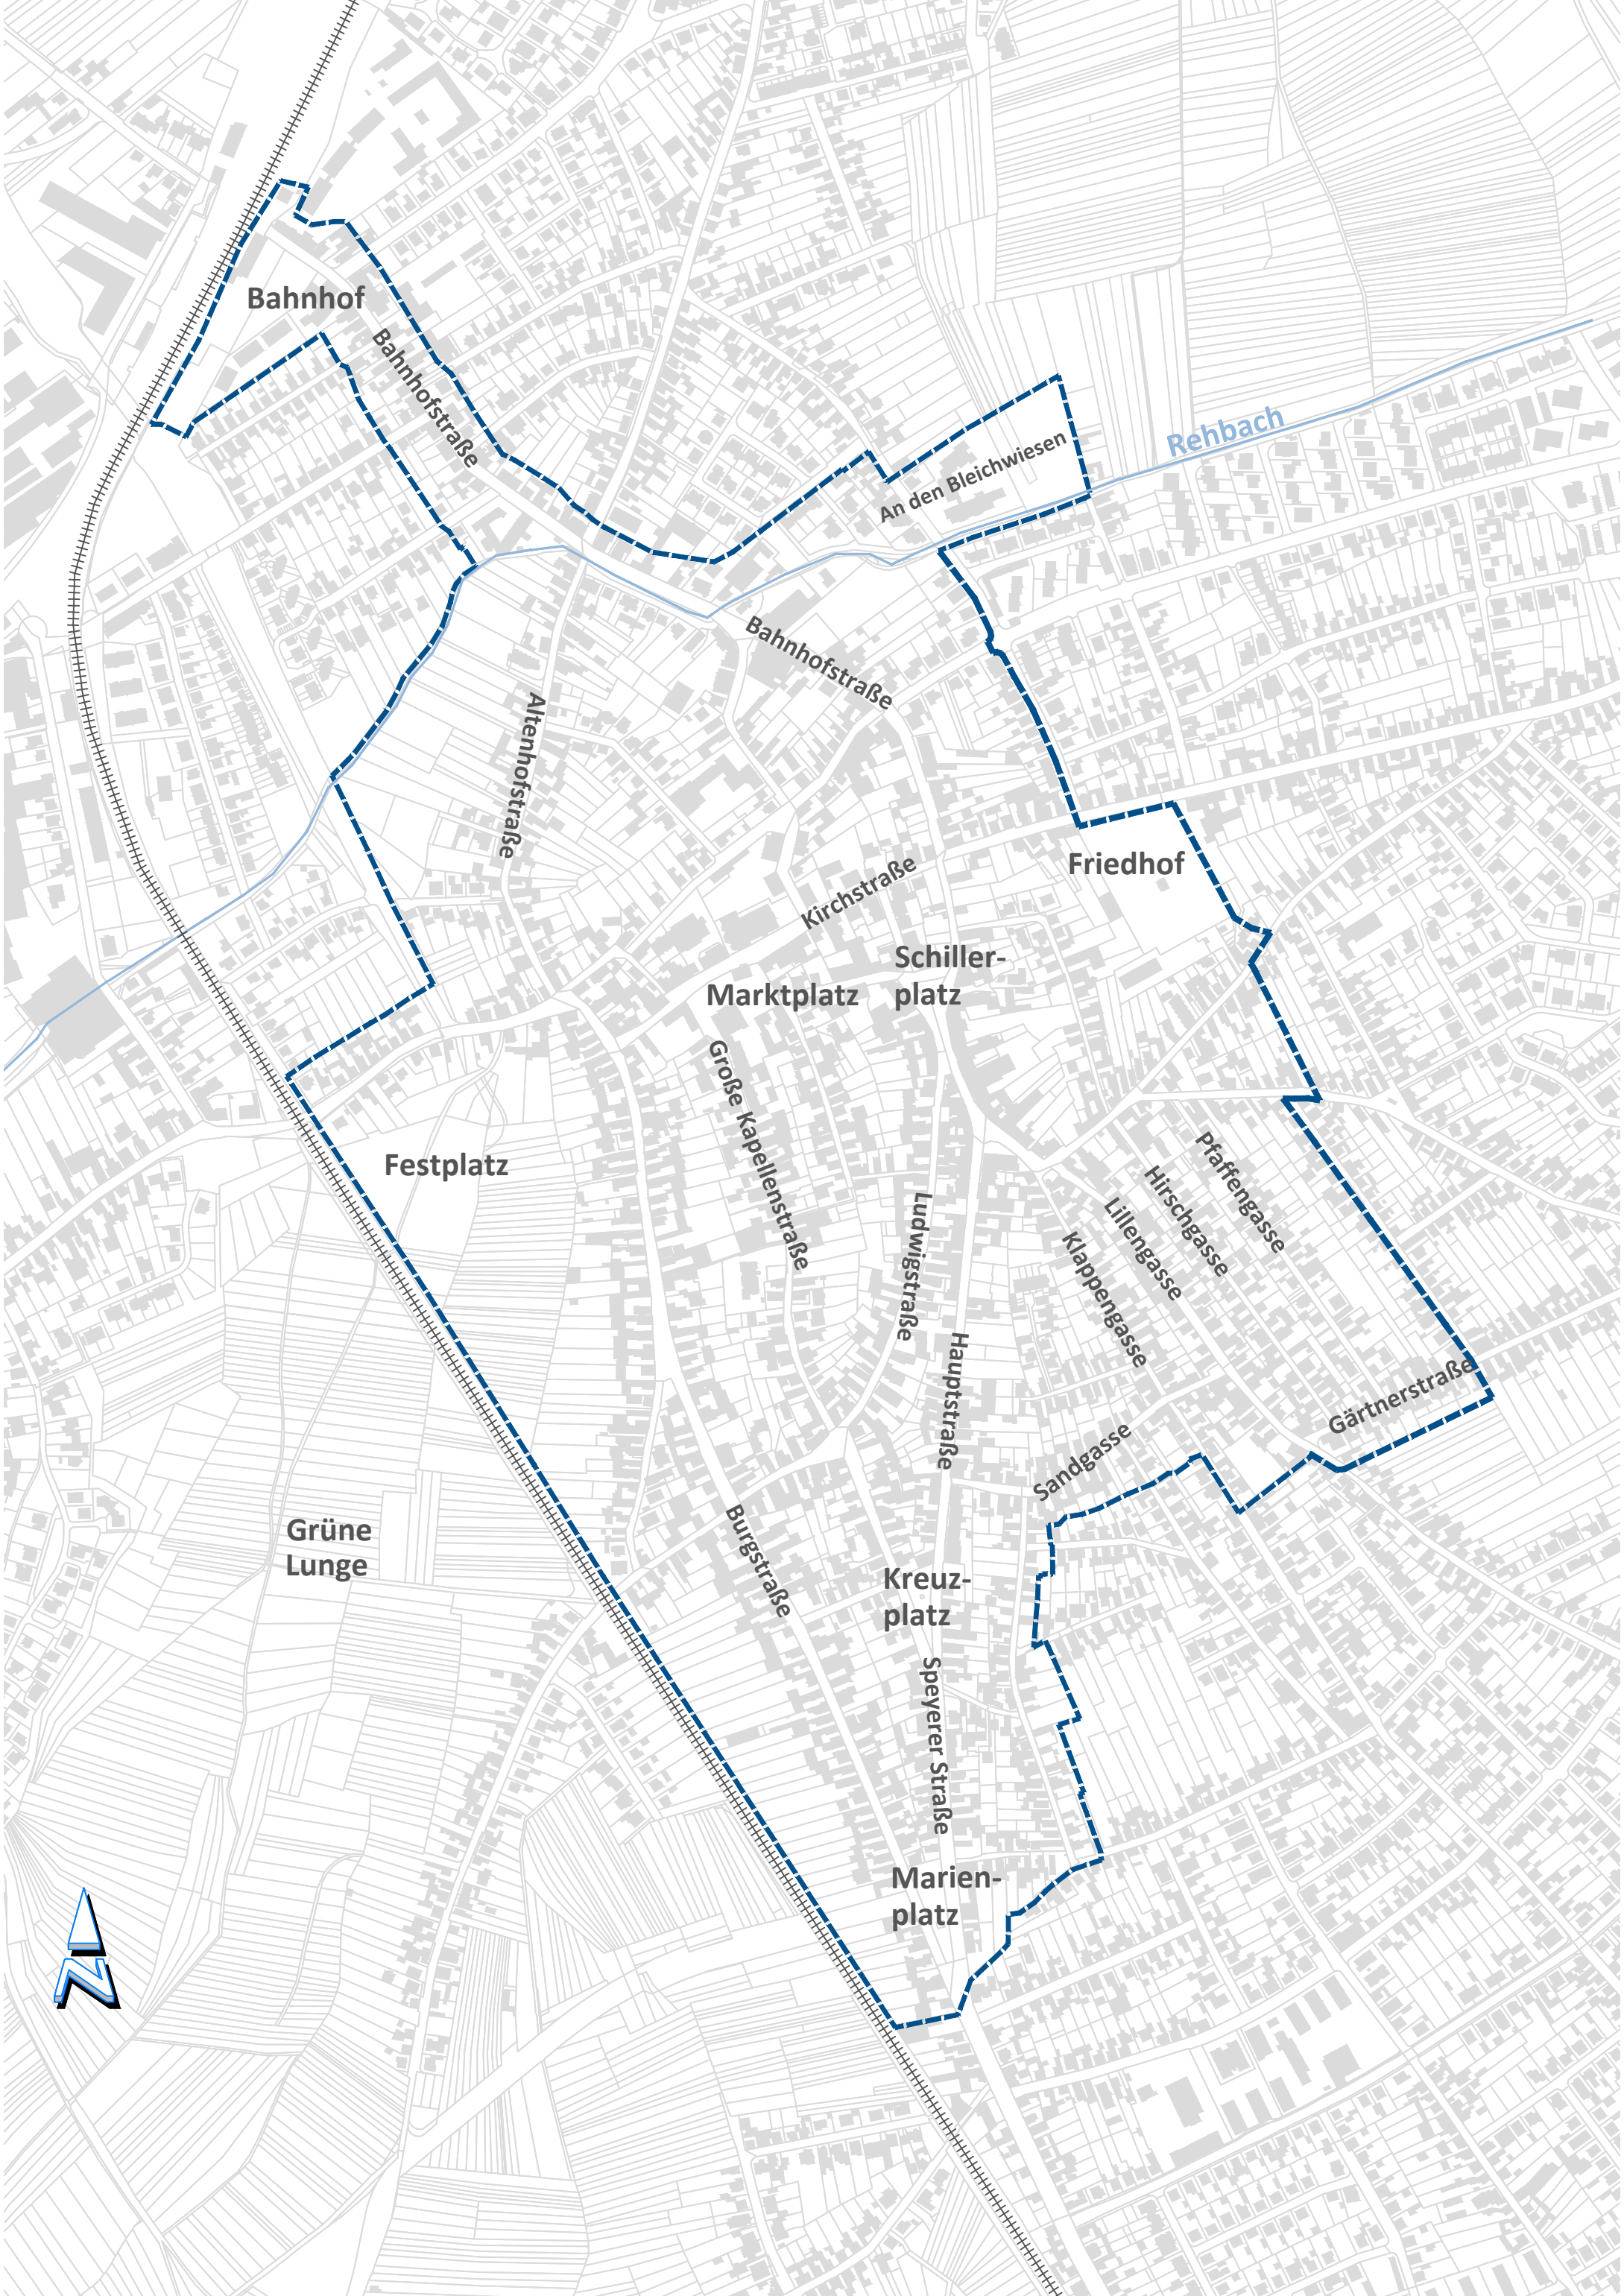 Bahnhof
Bahnhofstraße
An den Bleichwiesen
Rehbach
Bahnhofstraße
Altenhofstraße
Friedhof
Kirchstraße
Schiller-
platz
Marktplatz
Große Kapellenstraße
Festplatz
Pfaffengasse
Hirschgasse
Lillengasse
Klappengasse
Ludwigstraße
Hauptstraße
Gärtnerstraße
Sandgasse
Burgstraße
Grüne
Lunge
Kreuz-
platz
Speyerer Straße
Marien-
platz
N